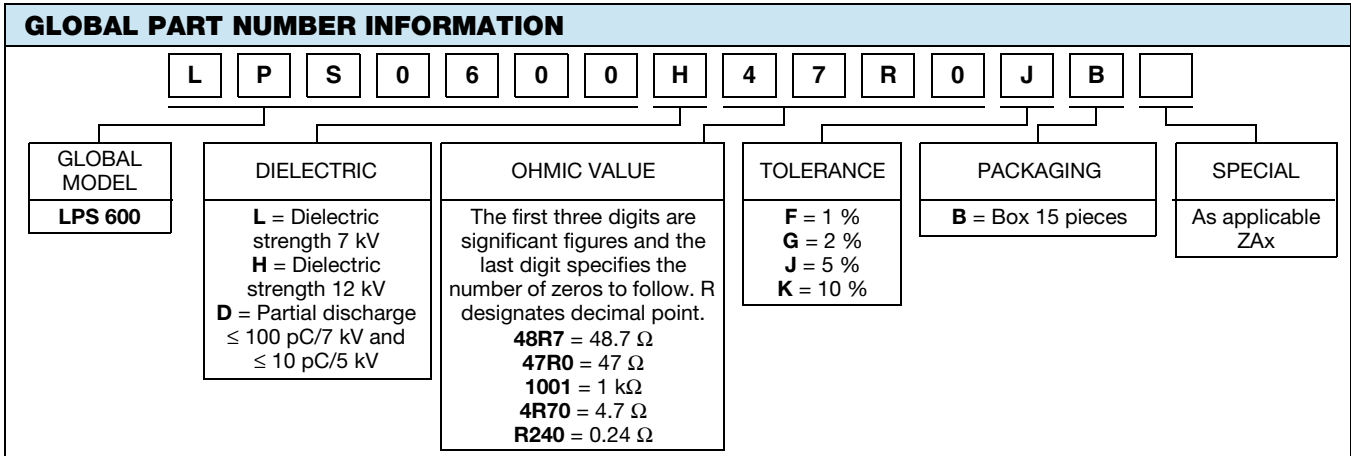 GLOBAL PART NUMBER INFORMATION
L P S 0 6 0 0 H 4 7 R 0 J B
GLOBAL
MODEL
LPS 600
DIELECTRIC
L = Dielectric
strength 7 kV
H = Dielectric
strength 12 kV
D = Partial discharge
≤ 100 pC/7 kV and
≤ 10 pC/5 kV
OHMIC VALUE
The first three digits are
significant figures and the
last digit specifies the
number of zeros to follow. R
designates decimal point.
48R7 = 48.7 Ω
47R0 = 47 Ω
1001 = 1 kΩ
4R70 = 4.7 Ω
R240 = 0.24 Ω
TOLERANCE
F = 1 %
G = 2 %
J = 5 %
K = 10 %
PACKAGING
B = Box 15 pieces
SPECIAL
As applicable
ZAx